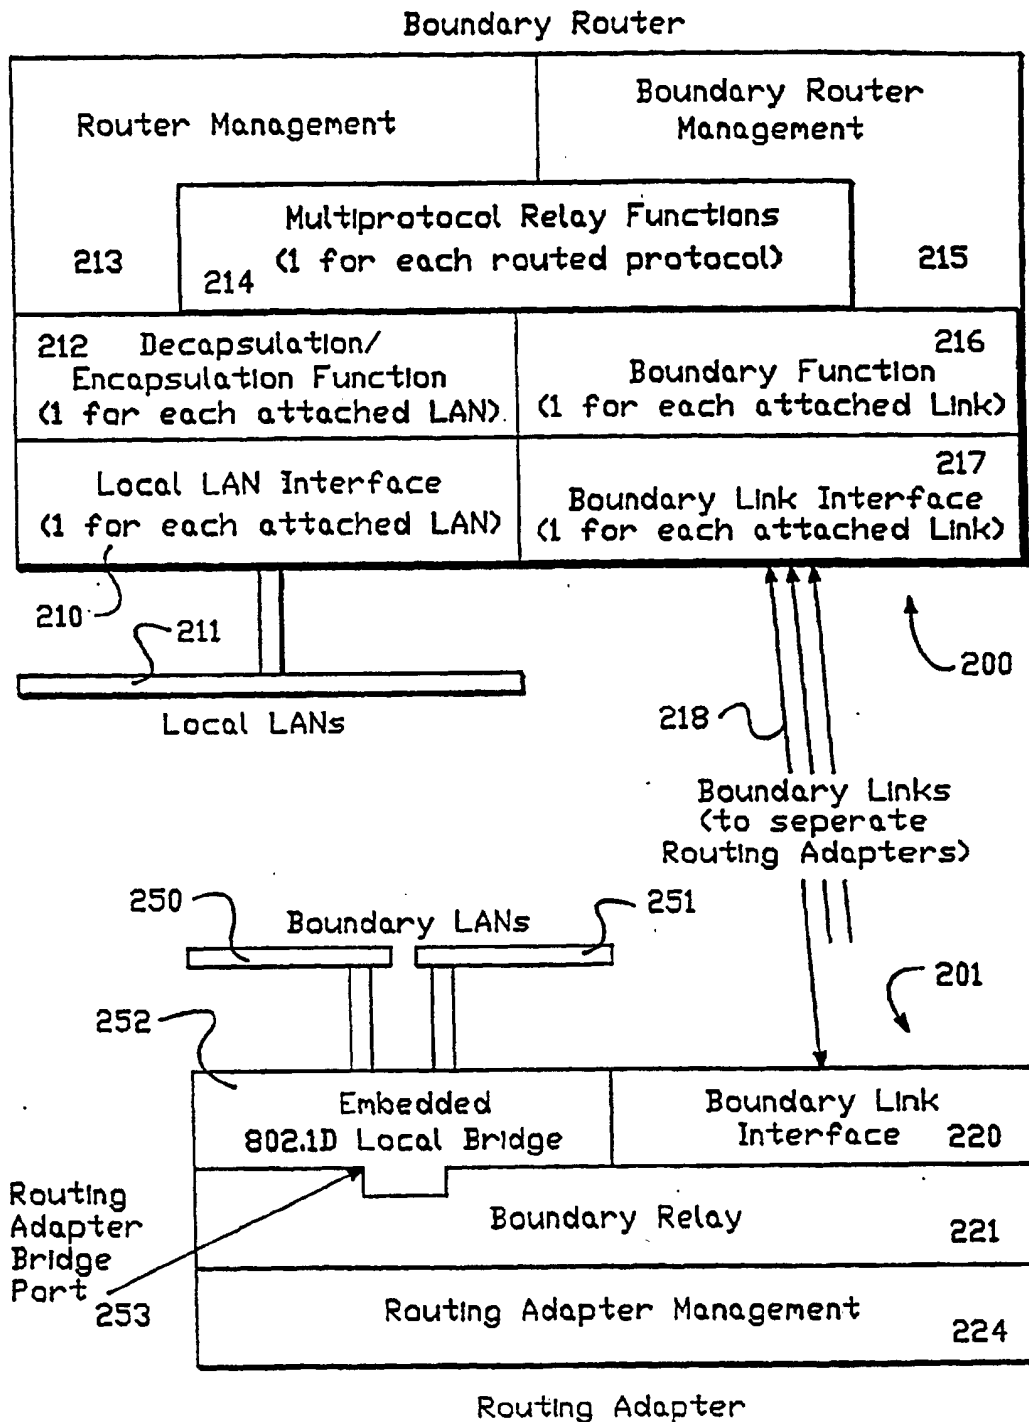 Boundary Router
Router Management
Boundary Router
Management
Multiprotocol Relay Functions
(1 for each routed protocol)
213
214
215
212 Decapsulation/
Encapsulation Function
(1 for each attached LAN)
216
Boundary Function
(1 for each attached Link)
Local LAN Interface
(1 for each attached LAN)
217
Boundary Link Interface
(1 for each attached Link)
210
211
Local LANs
200
218
Boundary Links
(to seperate
Routing Adapters)
250
Boundary LANs
251
201
252
Embedded
802.1D Local Bridge
Boundary Link
Interface 220
Routing
Adapter
Bridge
Port
253
Boundary Relay
221
Routing Adapter Management
224
Routing Adapter